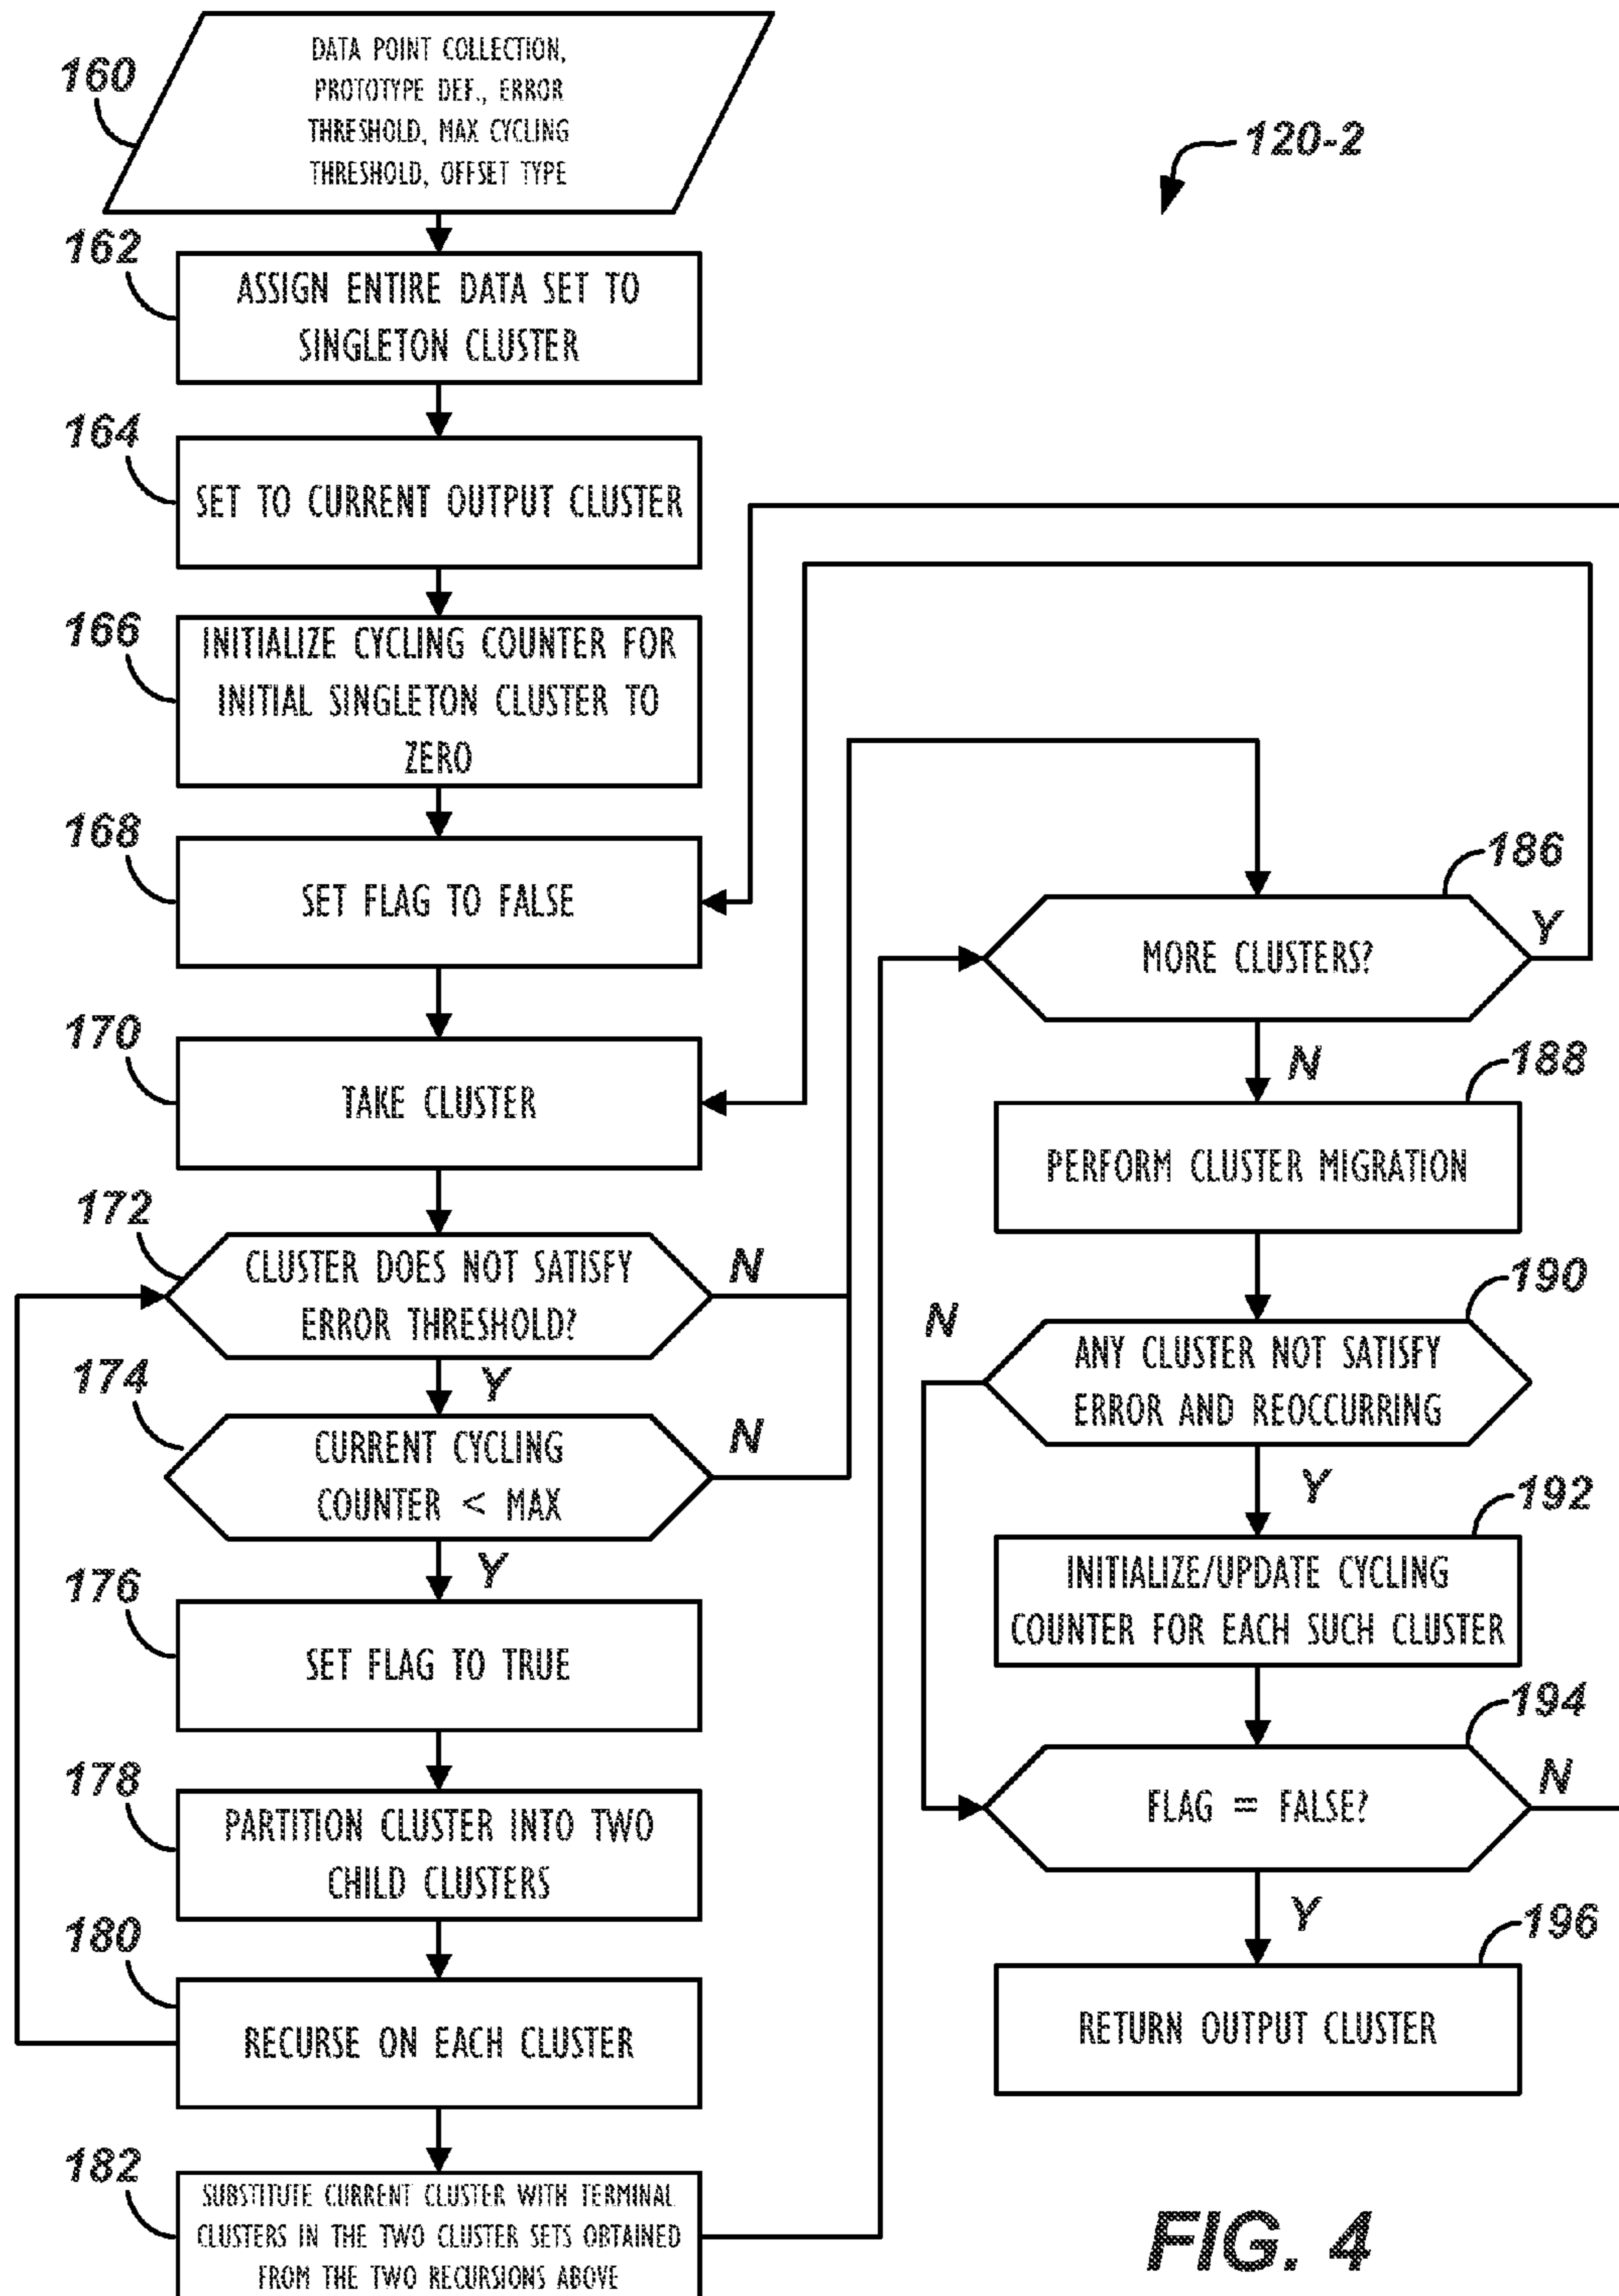 160
DATA POINT COLLECTION,
PROTOTYPE DEF., ERROR
THRESHOLD, MAX CYCLING
THRESHOLD, OFFSET TYPE
120-2
162
ASSIGN ENTIRE DATA SET TO
SINGLETON CLUSTER
164
SET TO CURRENT OUTPUT CLUSTER
166
INITIALIZE CYCLING COUNTER FOR
INITIAL SINGLETON CLUSTER TO
ZERO
168
SET FLAG TO FALSE
170
TAKE CLUSTER
172
CLUSTER DOES NOT SATISFY
ERROR THRESHOLD?
N
Y
174
CURRENT CYCLING
COUNTER < MAX
N
Y
176
SET FLAG TO TRUE
178
PARTITION CLUSTER INTO TWO
CHILD CLUSTERS
180
RECURSE ON EACH CLUSTER
182
SUBSTITUTE CURRENT CLUSTER WITH TERMINAL
CLUSTERS IN THE TWO CLUSTER SETS OBTAINED
FROM THE TWO RECURSIONS ABOVE
186
MORE CLUSTERS?
Y
N
188
PERFORM CLUSTER MIGRATION
190
N
ANY CLUSTER NOT SATISFY
ERROR AND REOCCURRING
Y
192
INITIALIZE/UPDATE CYCLING
COUNTER FOR EACH SUCH CLUSTER
194
FLAG = FALSE?
N
Y
196
RETURN OUTPUT CLUSTER
FIG. 4